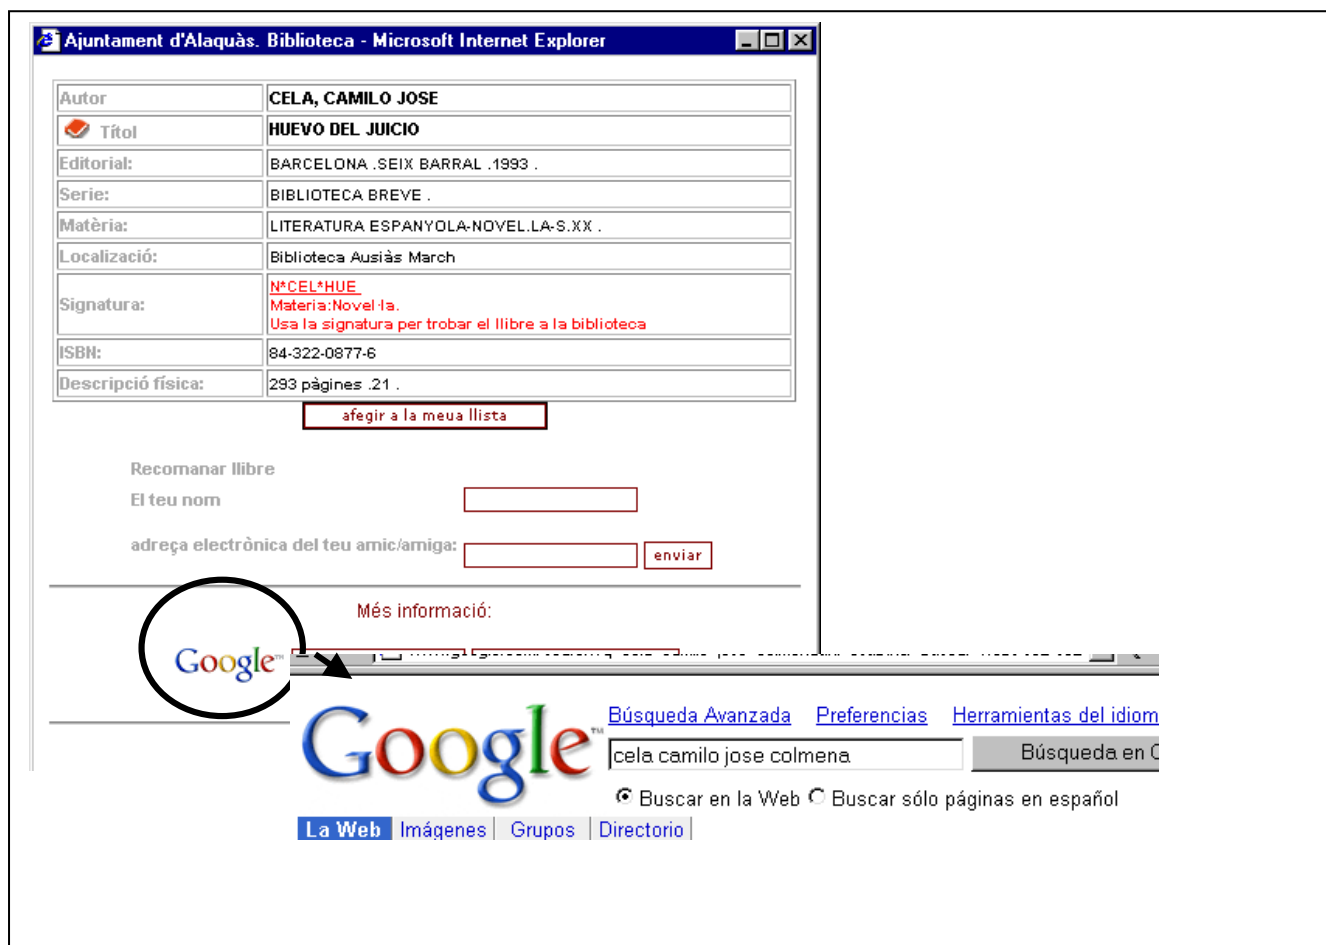 Ajuntament d'Alaquàs. Biblioteca - Microsoft Internet Explorer
Autor CELA, CAMILO JOSE
Títol HUEVO DEL JUICIO
Editorial: BARCELONA .SEIX BARRAL .1993 .
Serie: BIBLIOTECA BREVE .
Matèria: LITERATURA ESPANYOLA-NOVEL.LA-S.XX .
Localizació: Biblioteca Ausiàs March
Signatura: N*CEL*HUE
Materia:Novel·la.
Usa la signatura per trobar el llibre a la biblioteca
ISBN: 84-322-0877-6
Descripció física: 293 pàgines .21 .
afegir a la meua llista
Recomanar llibre
El teu nom
adreça electrònica del teu amic/amiga: enviar
Més informació:
Google™
Google™
Búsqueda Avanzada Preferencias Herramientas del idiom
cela camilo jose colmena Búsqueda en
Buscar en la Web Buscar sólo páginas en español
La Web Imágenes Grupos Directorio